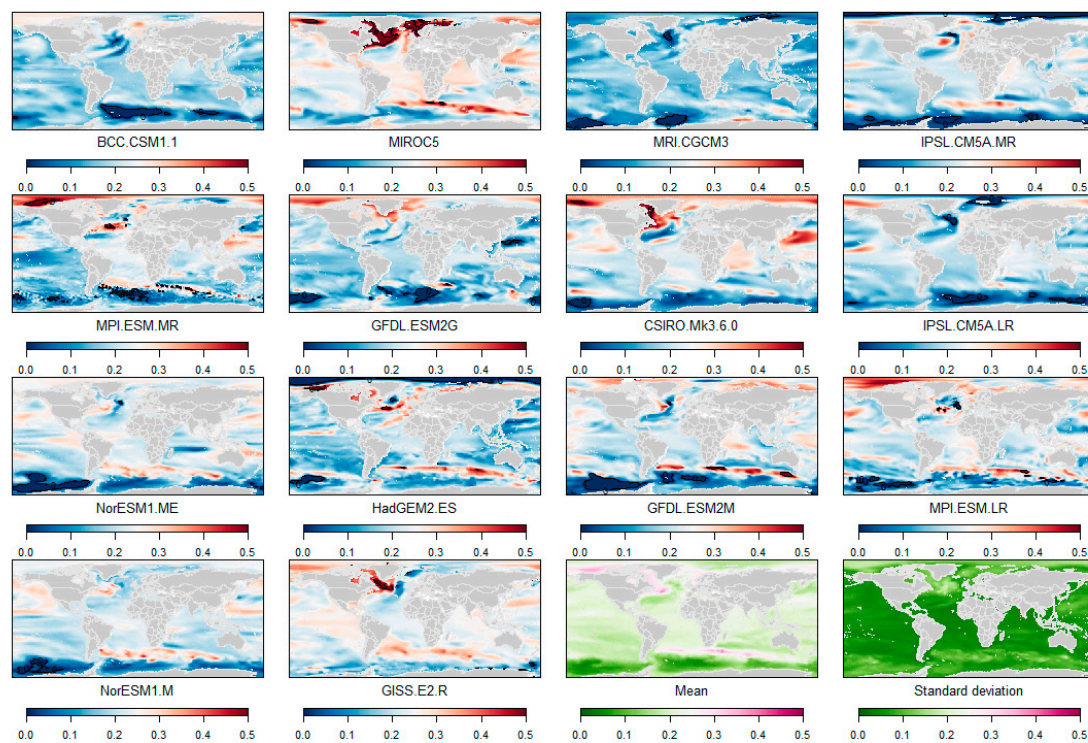 BCC.CSM1.1 MIROC5 MRI.CGCM3 IPSL.CM5A.MR
0.0 0.1 0.2 0.3 0.4 0.5 0.0 0.1 0.2 0.3 0.4 0.5 0.0 0.1 0.2 0.3 0.4 0.5 0.0 0.1 0.2 0.3 0.4 0.5
MPI.ESM.MR GFDL.ESM2G CSIRO.Mk3.6.0 IPSL.CM5A.LR
0.0 0.1 0.2 0.3 0.4 0.5 0.0 0.1 0.2 0.3 0.4 0.5 0.0 0.1 0.2 0.3 0.4 0.5 0.0 0.1 0.2 0.3 0.4 0.5
NorESM1.ME HadGEM2.ES GFDL.ESM2M MPI.ESM.LR
0.0 0.1 0.2 0.3 0.4 0.5 0.0 0.1 0.2 0.3 0.4 0.5 0.0 0.1 0.2 0.3 0.4 0.5 0.0 0.1 0.2 0.3 0.4 0.5
NorESM1.M GISS.E2.R Mean Standard deviation
0.0 0.1 0.2 0.3 0.4 0.5 0.0 0.1 0.2 0.3 0.4 0.5 0.0 0.1 0.2 0.3 0.4 0.5 0.0 0.1 0.2 0.3 0.4 0.5